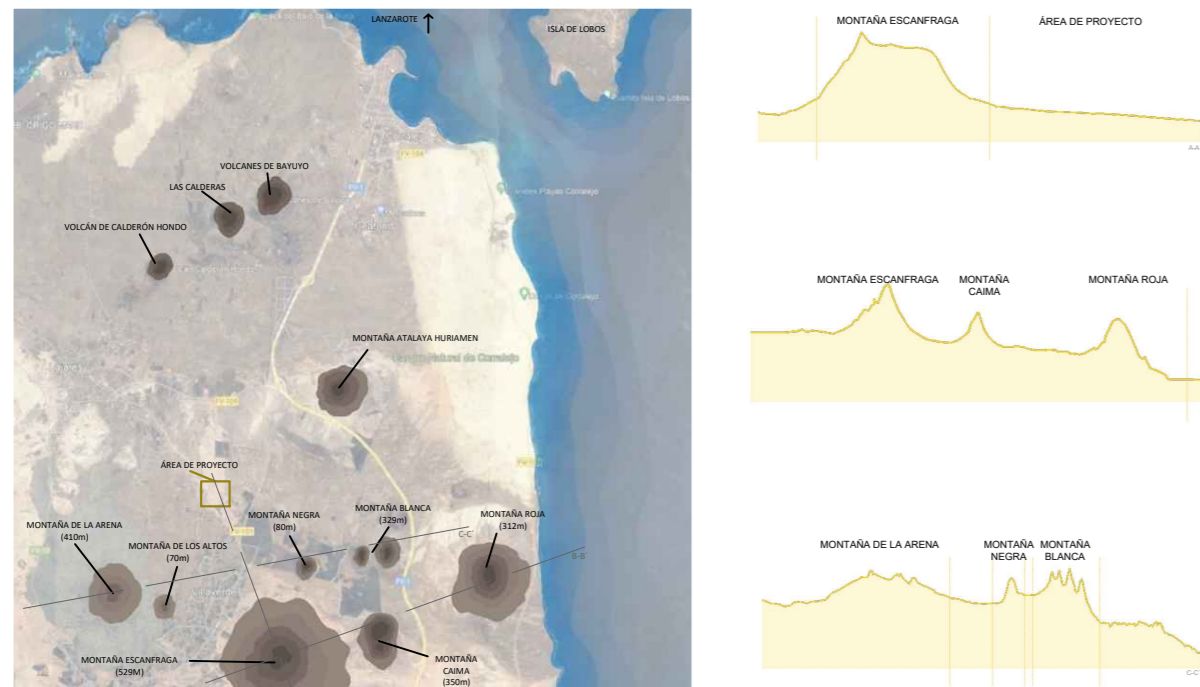 LANZAROTE
ISLA DE LOBOS
VOLCANES DE BAYUYO
LAS CALDERAS
VOLCÁN DE CALDERÓN HONDO
FV-1
MONTAÑA ATALAYA HURIAMEN
ÁREA DE PROYECTO
MONTAÑA DE LA ARENA
(410m)
MONTAÑA DE LOS ALTOS
(70m)
MONTAÑA NEGRA
(80m)
MONTAÑA BLANCA
(329m)
MONTAÑA ROJA
(312m)
C-C´
B-B´
MONTAÑA ESCANFRAGA
(529M)
MONTAÑA
CAIMA
(350m)
MONTAÑA ESCANFRAGA
ÁREA DE PROYECTO
MONTAÑA ESCANFRAGA
MONTAÑA
CAIMA
MONTAÑA ROJA
MONTAÑA DE LA ARENA
MONTAÑA
NEGRA
MONTAÑA
BLANCA
C-C´